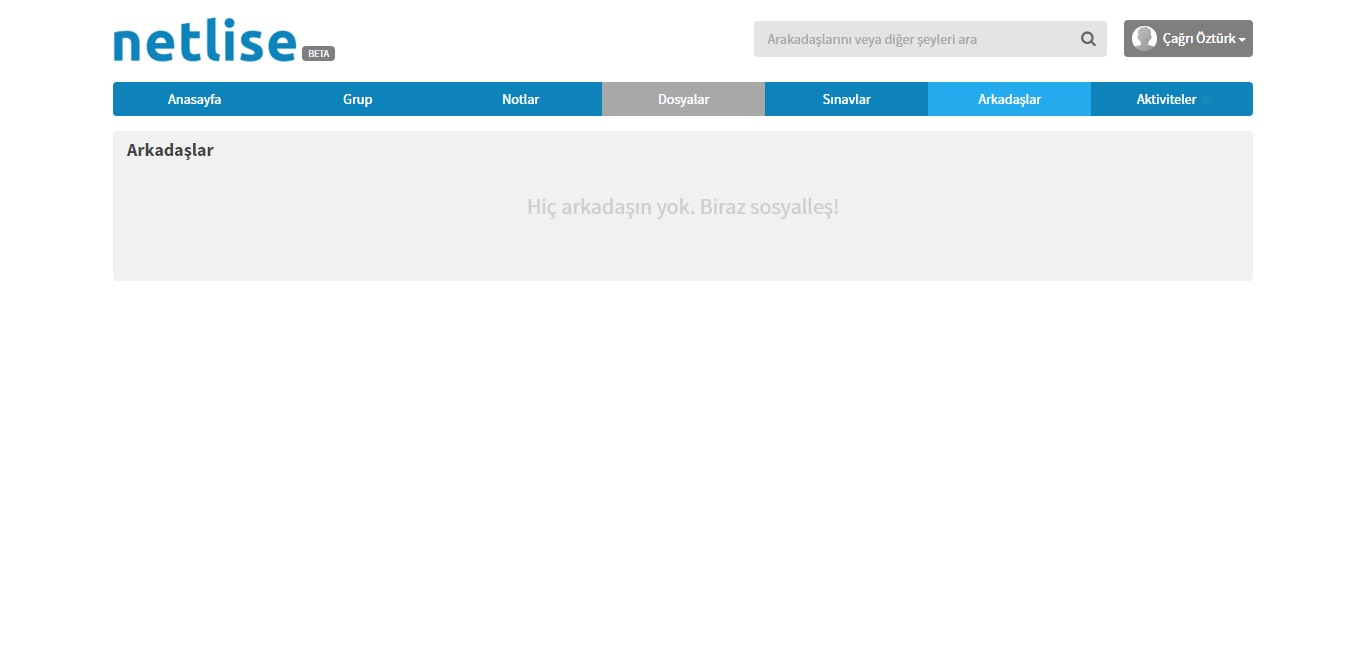 netlise BETA
Arakadaşlarını veya diğer şeyleri ara
Çağrı Öztürk
Anasayfa Grup Notlar Dosyalar Sınavlar Arkadaşlar Aktiviteler
Arkadaşlar
Hiç arkadaşın yok. Biraz sosyalleş!